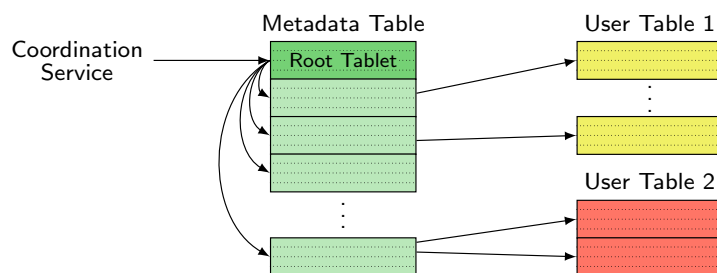 Metadata Table
User Table 1
Coordination
Service
Root Tablet
User Table 2